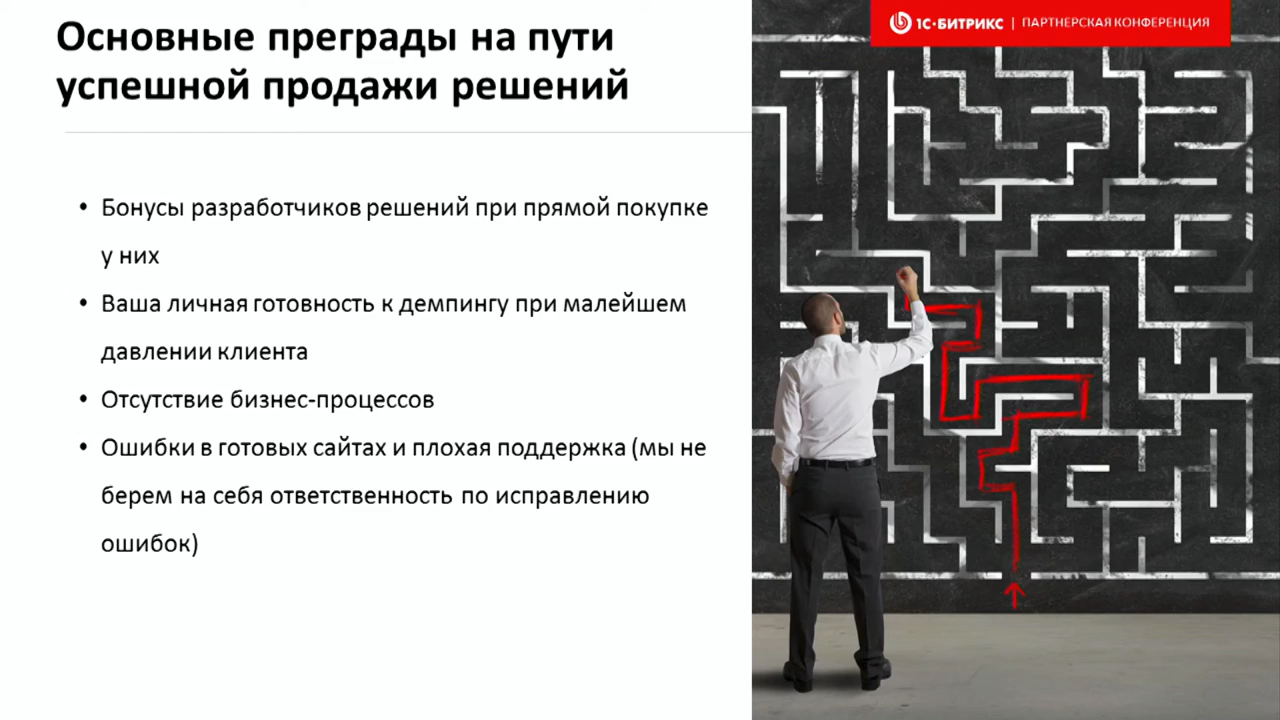 Основные преграды на пути
успешной продажи решений
1С·БИТРИКС | ПАРТНЕРСКАЯ КОНФЕРЕНЦИЯ
• Бонусы разработчиков решений при прямой покупке
у них
• Ваша личная готовность к демпингу при малейшем
давлении клиента
• Отсутствие бизнес-процессов
• Ошибки в готовых сайтах и плохая поддержка (мы не
берем на себя ответственность по исправлению
ошибок)